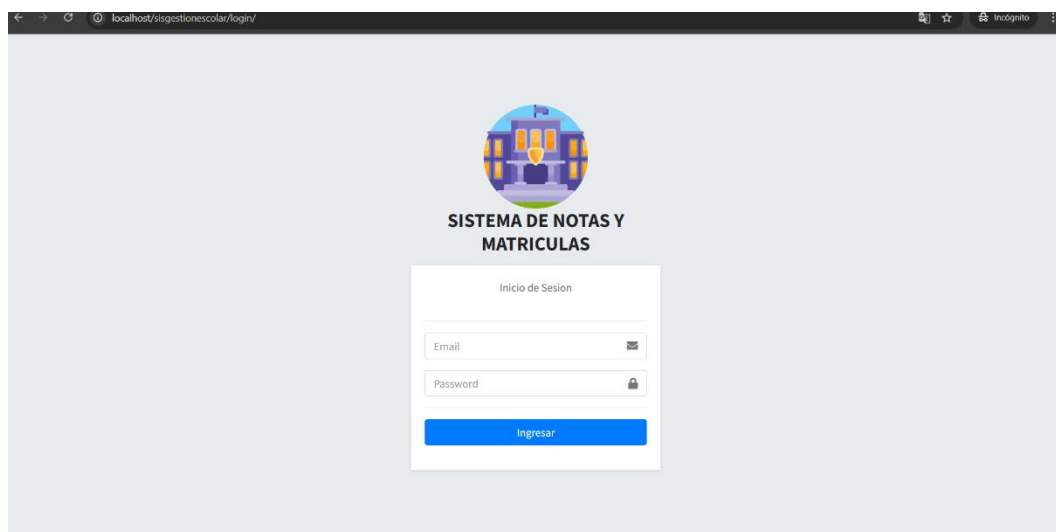 localhost/sisgestionescolar/login/
Incógnito
SISTEMA DE NOTAS Y
MATRICULAS
Inicio de Sesion
Email
Password
Ingresar